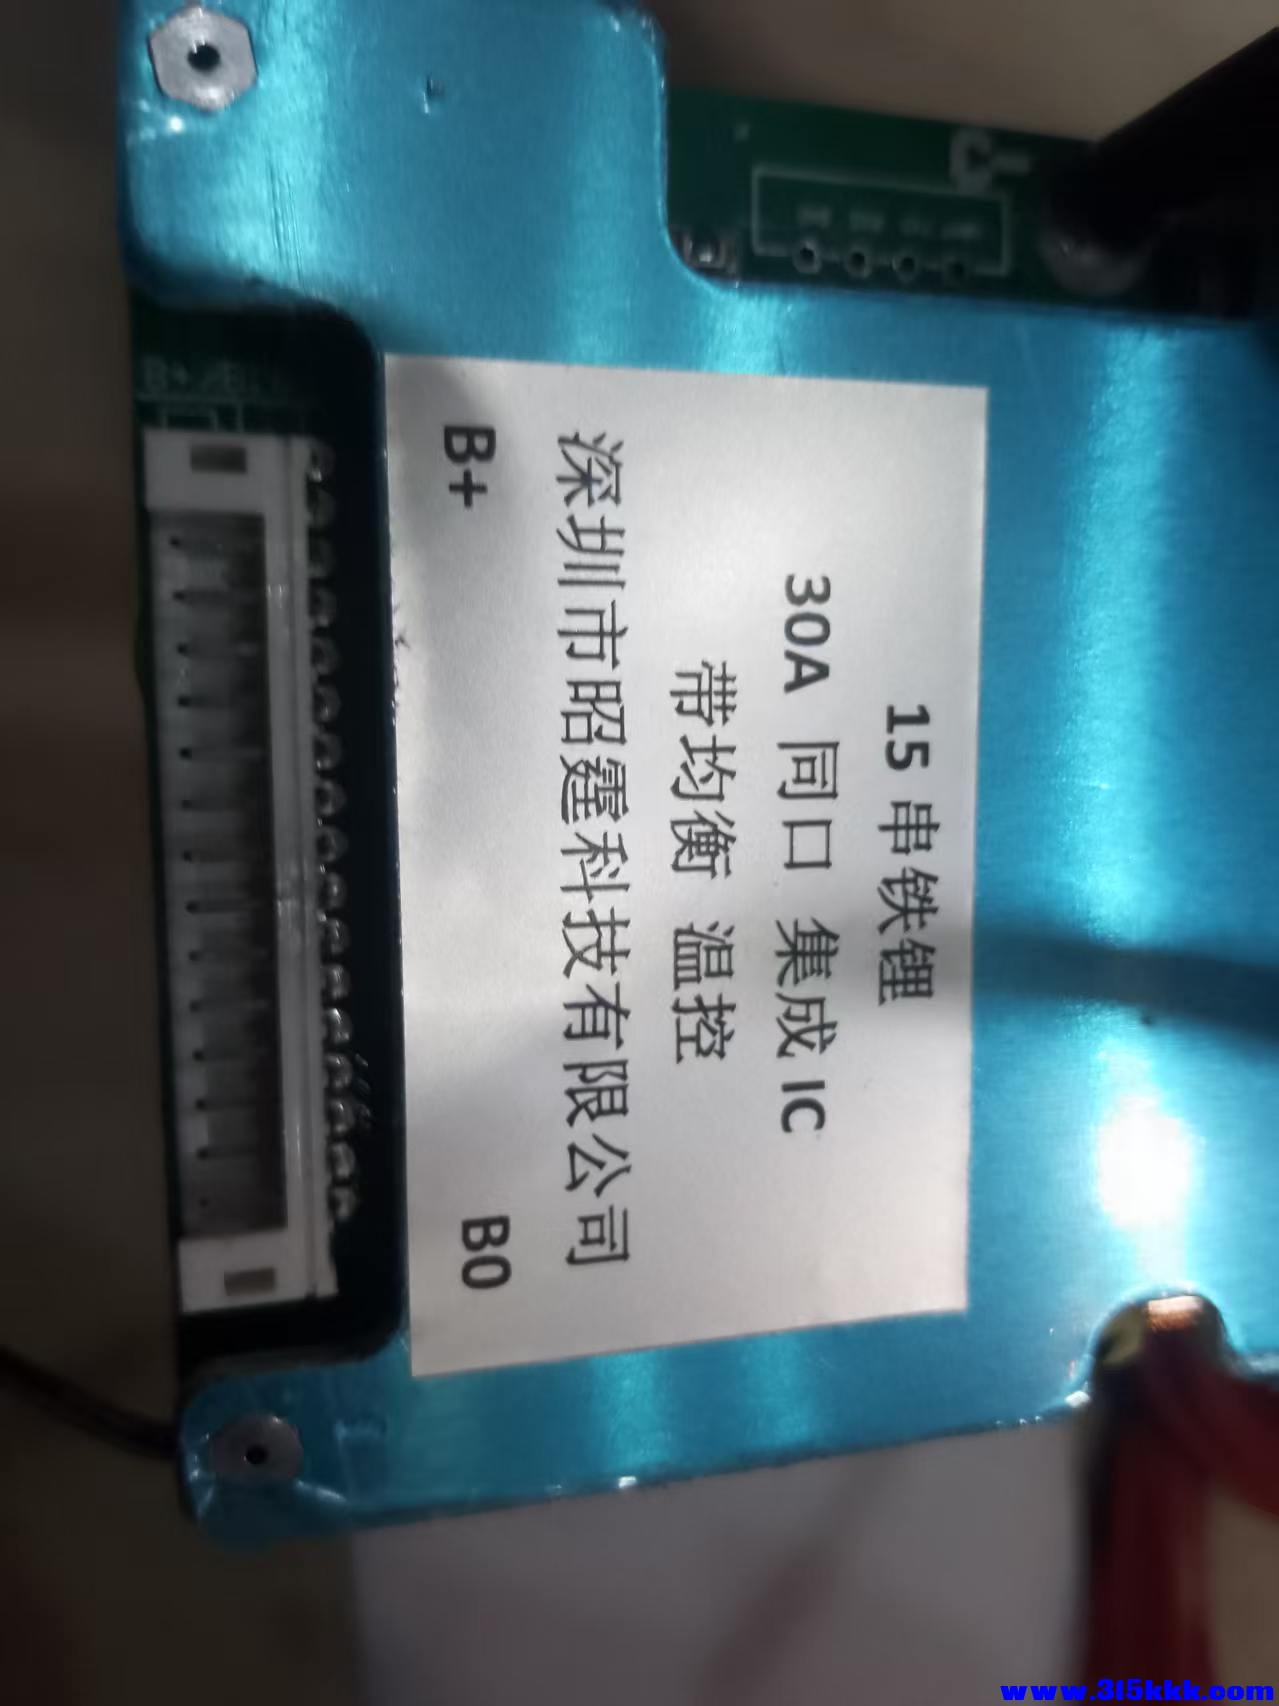 15 串铁锂
30A 同口 集成 IC
带均衡 温控
深圳市昭霆科技有限公司
B+ B0
C-
www.315kkk.com